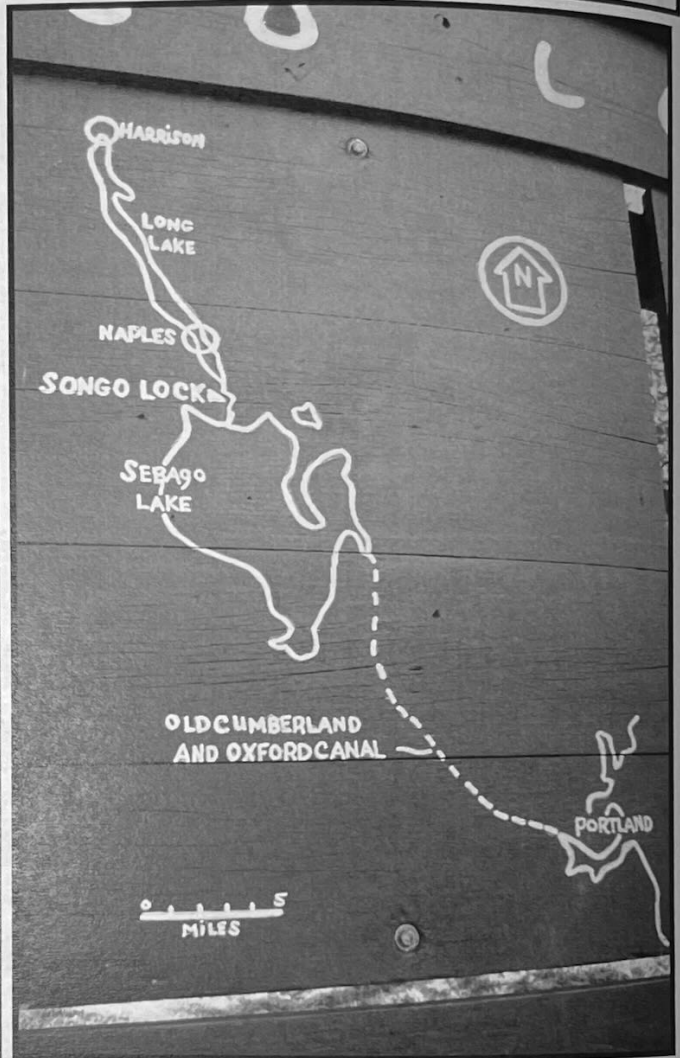 HARRISON
LONG
LAKE
N
NAPLES
SONGO LOCK
SEBAGO
LAKE
OLD CUMBERLAND
AND OXFORD CANAL
PORTLAND
0 5
MILES